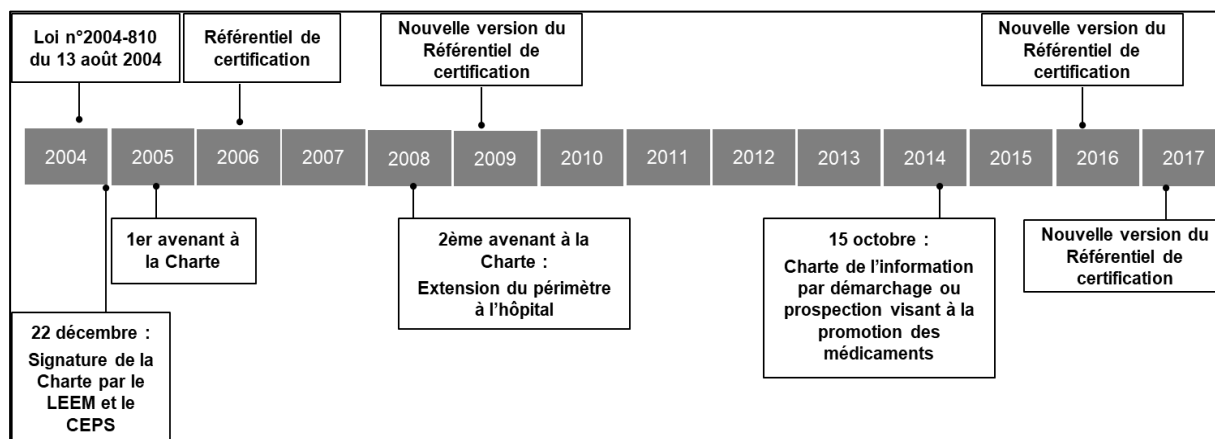 Loi n°2004-810
du 13 août 2004
Référentiel de
certification
Nouvelle version du
Référentiel de
certification
Nouvelle version du
Référentiel de
certification
2004
2005
2006
2007
2008
2009
2010
2011
2012
2013
2014
2015
2016
2017
22 décembre :
Signature de la
Charte par le
LEEM et le
CEPS
1er avenant à
la Charte
2ème avenant à la
Charte :
Extension du périmètre
à l'hôpital
15 octobre :
Charte de l'information
par démarchage ou
prospection visant à la
promotion des
médicaments
Nouvelle version du
Référentiel de
certification